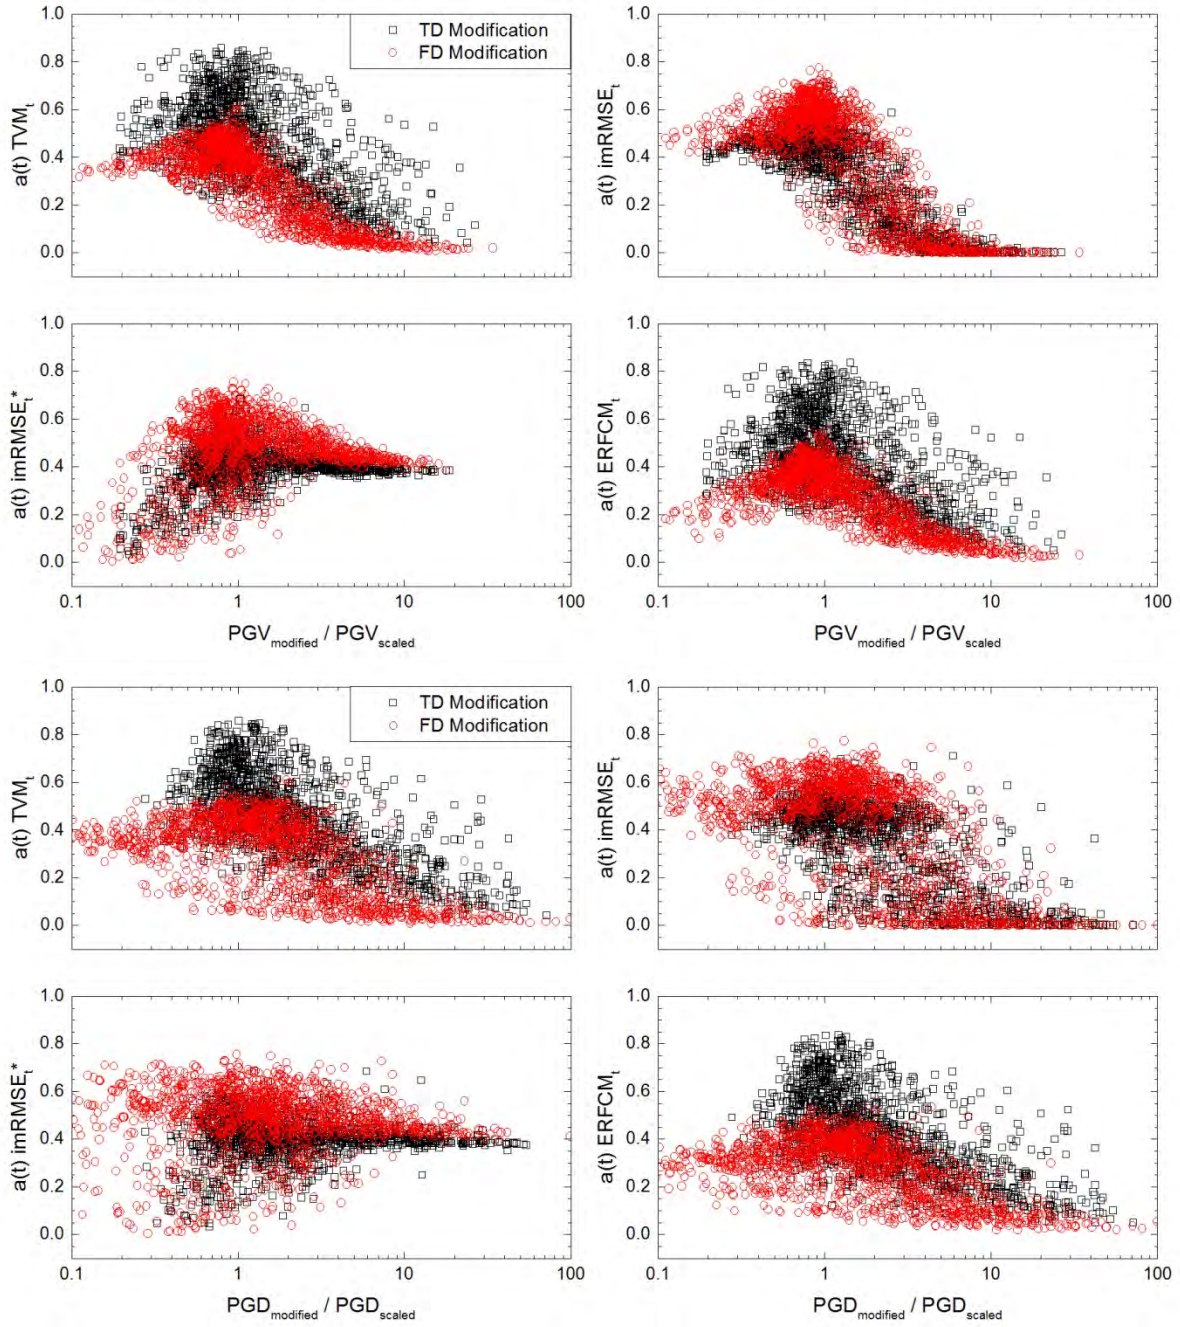 TD Modification
FD Modification
1.0
0.8
0.6
0.4
0.2
0.0
a(t) TVM_t
1.0
0.8
0.6
0.4
0.2
0.0
a(t) imRMSE_t
1.0
0.8
0.6
0.4
0.2
0.0
a(t) imRMSE_t*
0.1 1 10 100
PGV_modified / PGV_scaled
1.0
0.8
0.6
0.4
0.2
0.0
a(t) ERFCM_t
0.1 1 10 100
PGV_modified / PGV_scaled
TD Modification
FD Modification
1.0
0.8
0.6
0.4
0.2
0.0
a(t) TVM_t
1.0
0.8
0.6
0.4
0.2
0.0
a(t) imRMSE_t
1.0
0.8
0.6
0.4
0.2
0.0
a(t) imRMSE_t*
0.1 1 10 100
PGD_modified / PGD_scaled
1.0
0.8
0.6
0.4
0.2
0.0
a(t) ERFCM_t
0.1 1 10 100
PGD_modified / PGD_scaled